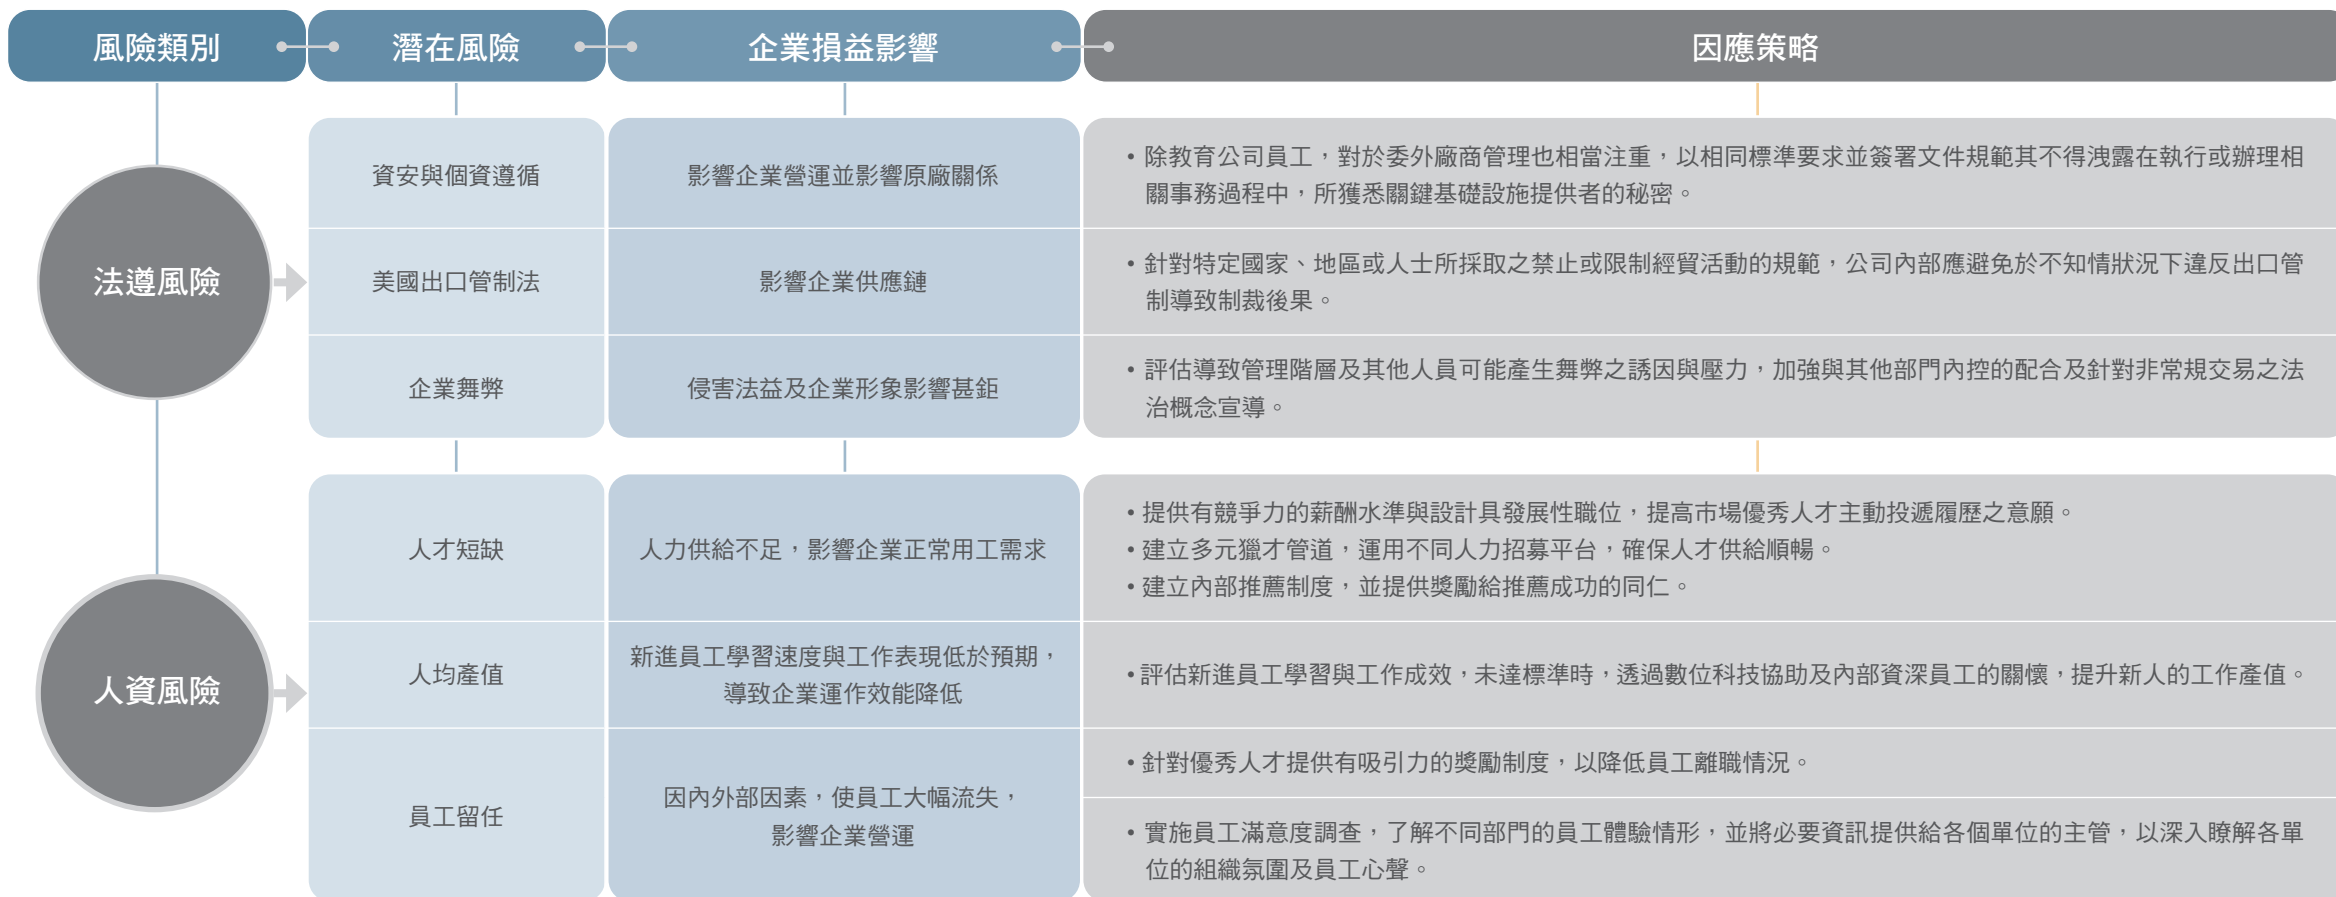 風險類別
潛在風險
企業損益影響
因應策略
法遵風險
資安與個資遵循
影響企業營運並影響原廠關係
• 除教育公司員工，對於委外廠商管理也相當注重，以相同標準要求並簽署文件規範其不得洩露在執行或辦理相
關事務過程中，所獲悉關鍵基礎設施提供者的秘密。
美國出口管制法
影響企業供應鏈
• 針對特定國家、地區或人士所採取之禁止或限制經貿活動的規範，公司內部應避免於不知情狀況下違反出口管
制導致制裁後果。
企業舞弊
侵害法益及企業形象影響甚鉅
• 評估導致管理階層及其他人員可能產生舞弊之誘因與壓力，加強與其他部門內控的配合及針對非常規交易之法
治概念宣導。
人資風險
人才短缺
人力供給不足，影響企業正常用工需求
• 提供有競爭力的薪酬水準與設計具發展性職位，提高市場優秀人才主動投遞履歷之意願。
• 建立多元獵才管道，運用不同人力招募平台，確保人才供給順暢。
• 建立內部推薦制度，並提供獎勵給推薦成功的同仁。
人均產值
新進員工學習速度與工作表現低於預期，
導致企業運作效能降低
• 評估新進員工學習與工作成效，未達標準時，透過數位科技協助及內部資深員工的關懷，提升新人的工作產值。
員工留任
因內外部因素，使員工大幅流失，
影響企業營運
• 針對優秀人才提供有吸引力的獎勵制度，以降低員工離職情況。
• 實施員工滿意度調查，了解不同部門的員工體驗情形，並將必要資訊提供給各個單位的主管，以深入瞭解各單
位的組織氛圍及員工心聲。